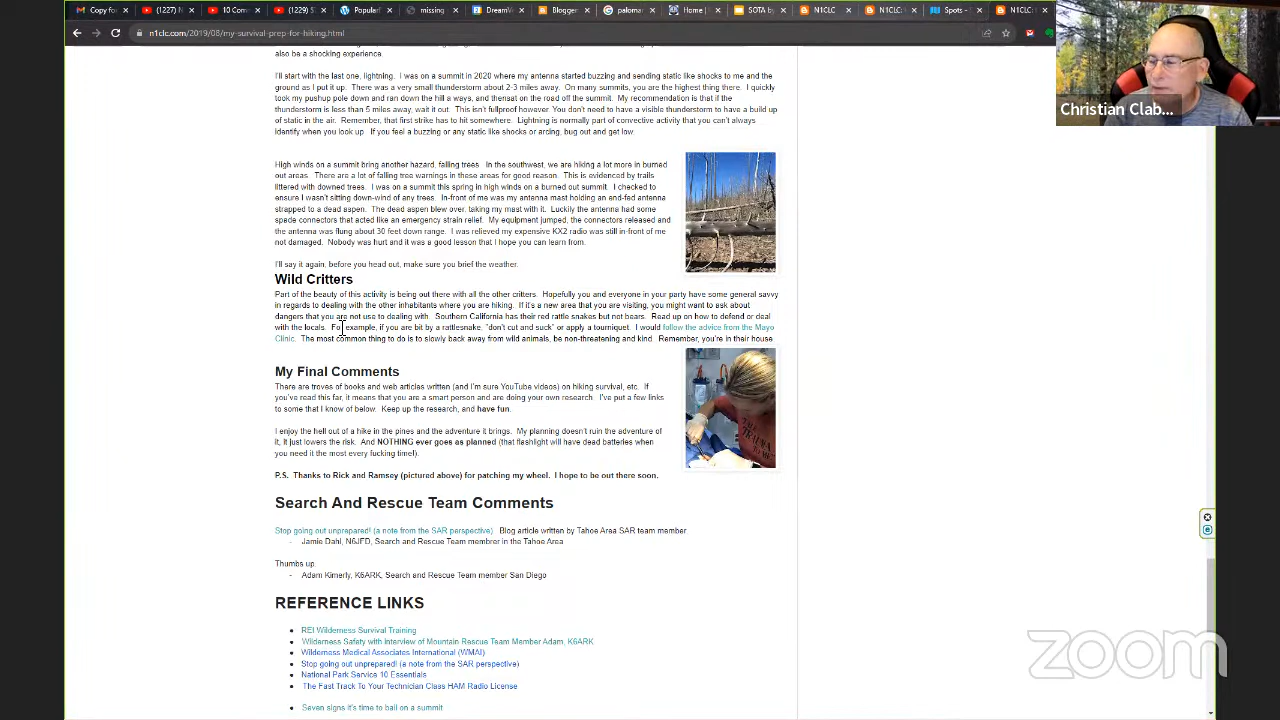 Copy for
(1227) N
10 Com
(1229) S
Popular
missing
DreamV
Blogger
palomar
Home |
SOTA by
N1CLC
N1CLC:
Spots -
N1CLC:
n1clc.com/2019/08/my-survival-prep-for-hiking.html
Christian Clab...
also be a shocking experience.
I'll start with the last one, lightning. I was on a summit in 2020 where my antenna started buzzing and sending static like shocks to me and the
ground as I put it up. There was a very small thunderstorm about 2-3 miles away. On many summits, you are the highest thing there. I quickly
took my pushup pole down and ran down the hill a ways, and thensat on the road off the summit. My recommendation is that if the
thunderstorm is less than 5 miles away, wait it out. This isn't fullproof however. You don't need to have a visible thunderstorm to have a build up
of static in the air. Remember, that first strike has to hit somewhere. Lightning is normally part of convective activity that you can't always
identify when you look up. If you feel a buzzing or any static like shocks or arcing, bug out and get low.
High winds on a summit bring another hazard, falling trees. In the southwest, we are hiking a lot more in burned
out areas. There are a lot of falling tree warnings in these areas for good reason. This is evidenced by trails
littered with downed trees. I was on a summit this spring in high winds on a burned out summit. I checked to
ensure I wasn't sitting down-wind of any trees. In-front of me was my antenna mast holding an end-fed antenna
strapped to a dead aspen. The dead aspen blew over, taking my mast with it. Luckily the antenna had some
spade connectors that acted like an emergency strain relief. My equipment jumped, the connectors released and
the antenna was flung about 30 feet down range. I was relieved my expensive KX2 radio was still in-front of me
not damaged. Nobody was hurt and it was a good lesson that I hope you can learn from.
I'll say it again, before you head out, make sure you brief the weather.
Wild Critters
Part of the beauty of this activity is being out there with all the other critters. Hopefully you and everyone in your party have some general savvy
in regards to dealing with the other inhabitants where you are hiking. If it's a new area that you are visiting, you might want to ask about
dangers that you are not use to dealing with. Southern California has their red rattle snakes but not bears. Read up on how to defend or deal
with the locals. Fo example, if you are bit by a rattlesnake, "don't cut and suck" or apply a tourniquet. I would follow the advice from the Mayo
Clinic. The most common thing to do is to slowly back away from wild animals, be non-threatening and kind. Remember, you're in their house.
My Final Comments
There are troves of books and web articles written (and I'm sure YouTube videos) on hiking survival, etc. If
you've read this far, it means that you are a smart person and are doing your own research. I've put a few links
to some that I know of below. Keep up the research, and have fun.
I enjoy the hell out of a hike in the pines and the adventure it brings. My planning doesn't ruin the adventure of
it, it just lowers the risk. And NOTHING ever goes as planned (that flashlight will have dead batteries when
you need it the most every fucking time!).
P.S. Thanks to Rick and Ramsey (pictured above) for patching my wheel. I hope to be out there soon.
Search And Rescue Team Comments
Stop going out unprepared! (a note from the SAR perspective) Blog article written by Tahoe Area SAR team member.
- Jamie Dahl, N6JFD, Search and Rescue Team memberer in the Tahoe Area
Thumbs up.
- Adam Kimerly, K6ARK, Search and Rescue Team member San Diego
REFERENCE LINKS
• REI Wilderness Survival Training
• Wilderness Safety with interview of Mountain Rescue Team Member Adam, K6ARK
• Wilderness Medical Associates International (WMAI)
• Stop going out unprepared! (a note from the SAR perspective)
• National Park Service 10 Essentials
• The Fast Track To Your Technician Class HAM Radio License
• Seven signs it's time to bail on a summit
zoom